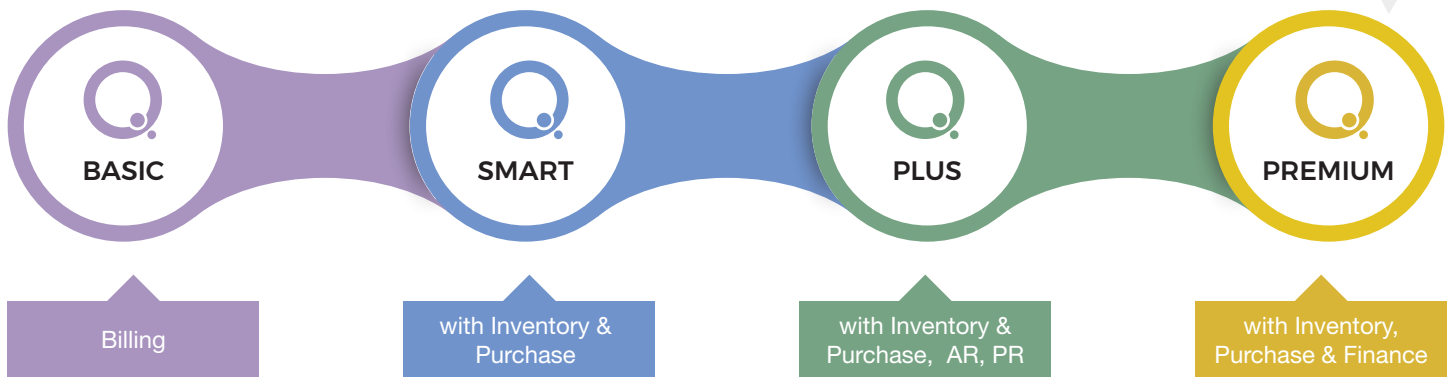 BASIC
SMART
PLUS
PREMIUM
Billing
with Inventory &
Purchase
with Inventory &
Purchase,  AR, PR
with Inventory,
Purchase & Finance